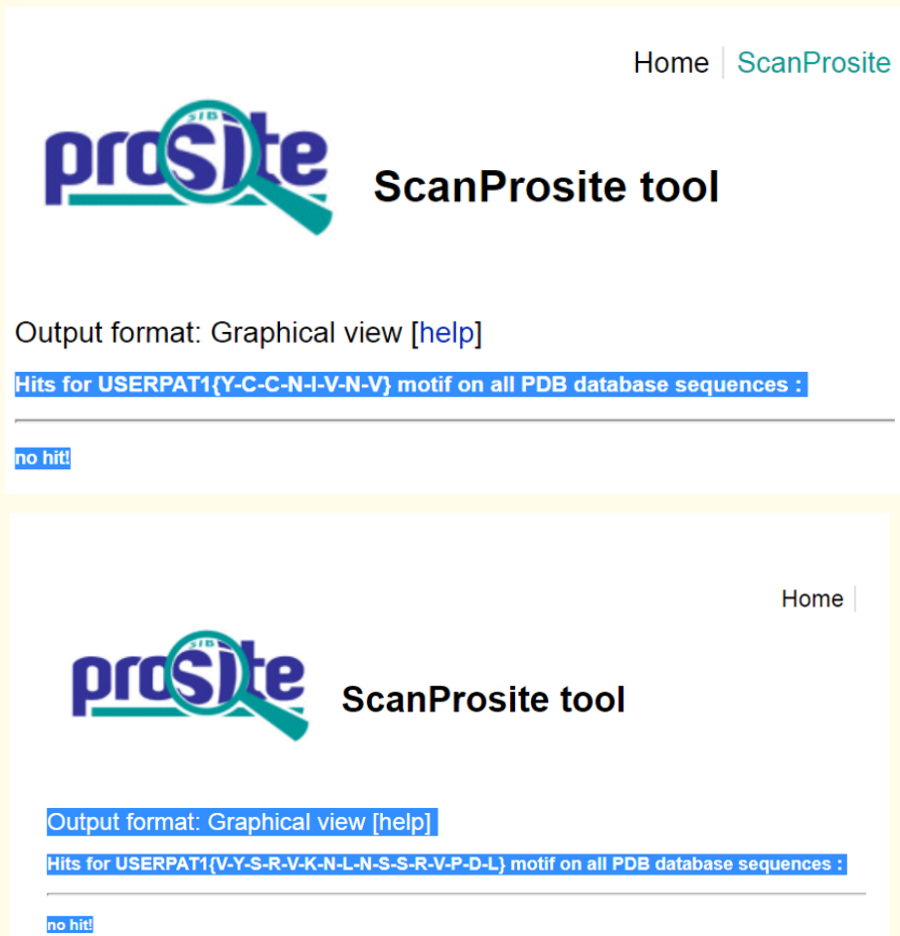 Home ScanProsite
SIB
prosite
ScanProsite tool
Output format: Graphical view [help]
Hits for USERPAT1{Y-C-C-N-I-V-N-V} motif on all PDB database sequences :
no hit!
Home
SIB
prosite
ScanProsite tool
Output format: Graphical view [help]
Hits for USERPAT1{V-Y-S-R-V-K-N-L-N-S-S-R-V-P-D-L} motif on all PDB database sequences :
no hit!